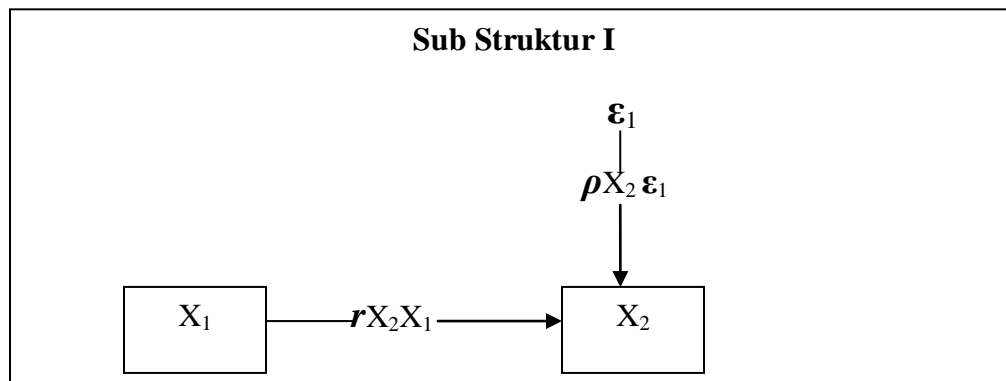 Sub Struktur I
ε₁
ρX₂ ε₁
X₁ rX₂X₁ X₂